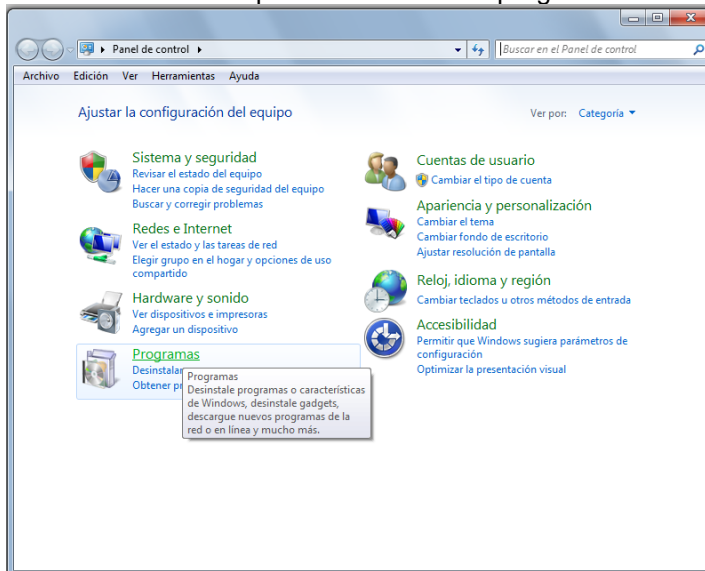 Panel de control
Buscar en el Panel de control
Archivo Edición Ver Herramientas Ayuda
Ajustar la configuración del equipo
Ver por: Categoría
Sistema y seguridad
Revisar el estado del equipo
Hacer una copia de seguridad del equipo
Buscar y corregir problemas
Redes e Internet
Ver el estado y las tareas de red
Elegir grupo en el hogar y opciones de uso
compartido
Hardware y sonido
Ver dispositivos e impresoras
Agregar un dispositivo
Programas
Desinstalar
Obtener
Programas
Desinstale programas o características
de Windows, desinstale gadgets,
descargue nuevos programas de la
red o en línea y mucho más.
Cuentas de usuario
Cambiar el tipo de cuenta
Apariencia y personalización
Cambiar el tema
Cambiar fondo de escritorio
Ajustar resolución de pantalla
Reloj, idioma y región
Cambiar teclados u otros métodos de entrada
Accesibilidad
Permitir que Windows sugiera parámetros de
configuración
Optimizar la presentación visual